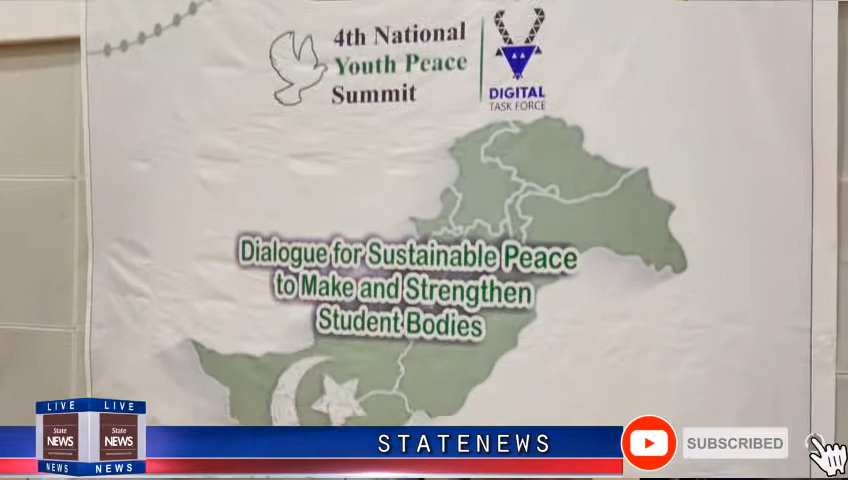 4th National
Youth Peace
Summit
DIGITAL
TASK FORCE
Dialogue for Sustainable Peace
to Make and Strengthen
Student Bodies
LIVE
LIVE
State
NEWS
State
NEWS
NEWS
NEWS
STATENEWS
SUBSCRIBED